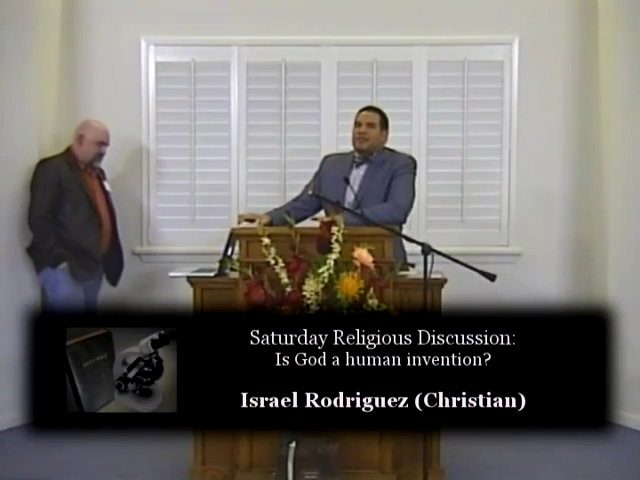 Saturday Religious Discussion:
Is God a human invention?
Israel Rodriguez (Christian)